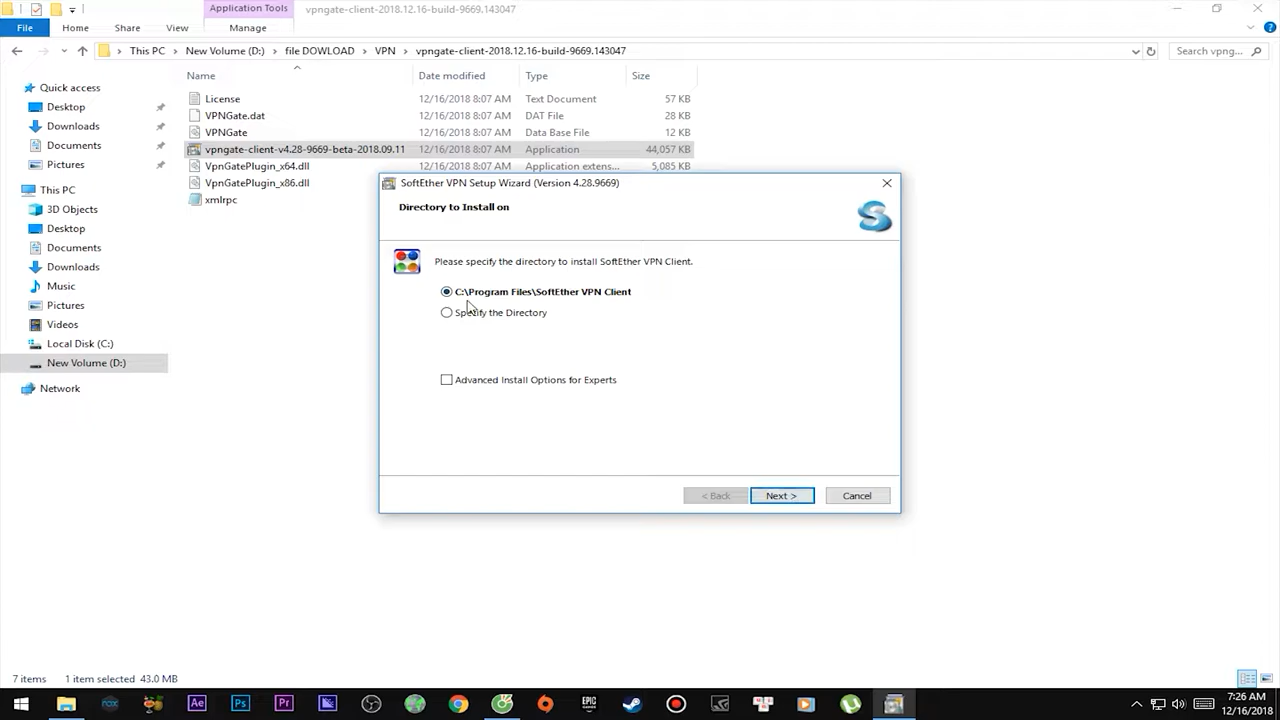 Application Tools
vpngate-client-2018.12.16-build-9669.143047
File
Home
Share
View
Manage
This PC
New Volume (D:)
file DOWLOAD
VPN
vpngate-client-2018.12.16-build-9669.143047
Search vpng...
Name
Date modified
Type
Size
License
12/16/2018 8:07 AM
Text Document
57 KB
VPNGate.dat
12/16/2018 8:07 AM
DAT File
28 KB
VPNGate
12/16/2018 8:07 AM
Data Base File
12 KB
vpngate-client-v4.28-9669-beta-2018.09.11
12/16/2018 8:07 AM
Application
44,057 KB
VpnGatePlugin_x64.dll
12/16/2018 8:07 AM
Application extens...
5,085 KB
VpnGatePlugin_x86.dll
xmlrpc
Quick access
Desktop
Downloads
Documents
Pictures
This PC
3D Objects
Desktop
Documents
Downloads
Music
Pictures
Videos
Local Disk (C:)
New Volume (D:)
Network
SoftEther VPN Setup Wizard (Version 4.28.9669)
Directory to Install on
Please specify the directory to install SoftEther VPN Client.
C:\Program Files\SoftEther VPN Client
Specify the Directory
Advanced Install Options for Experts
< Back
Next >
Cancel
7 items
1 item selected 43.0 MB
Ae
Ps
Pr
EPIC
7:26 AM
12/16/2018